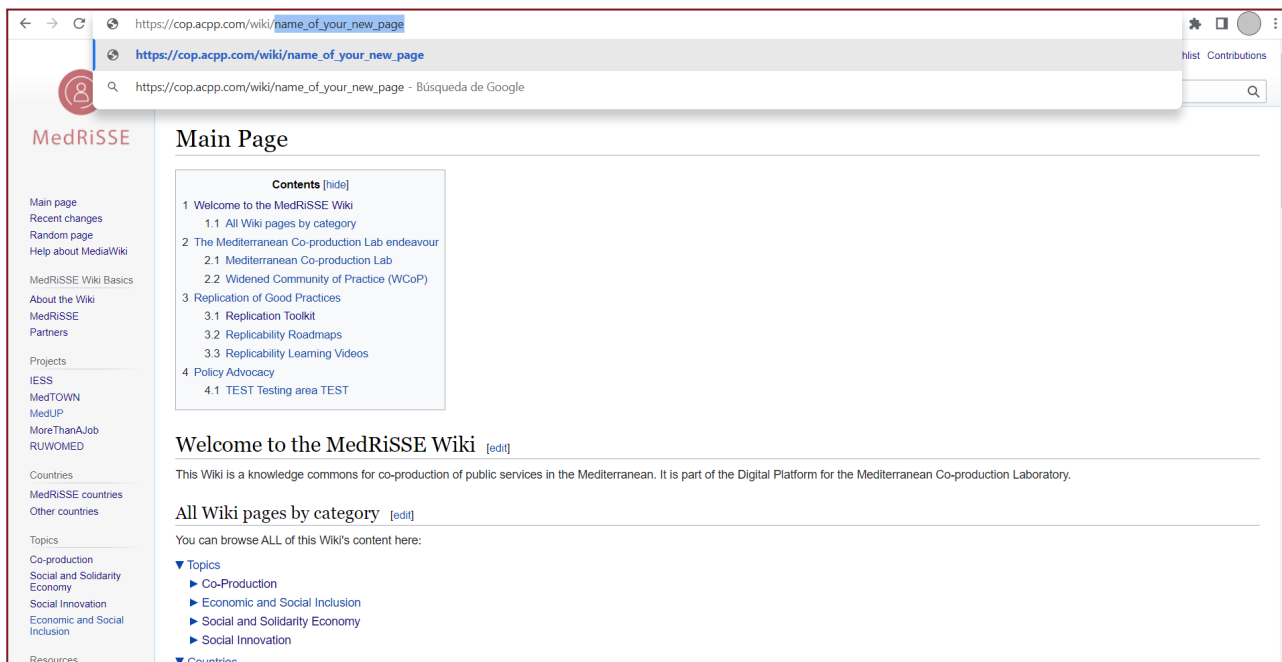 https://cop.acpp.com/wiki/name_of_your_new_page
https://cop.acpp.com/wiki/name_of_your_new_page
https://cop.acpp.com/wiki/name_of_your_new_page - Búsqueda de Google
hlist Contributions
MedRiSSE
Main page
Recent changes
Random page
Help about MediaWiki
MedRiSSE Wiki Basics
About the Wiki
MedRiSSE
Partners
Projects
IESS
MedTOWN
MedUP
MoreThanAJob
RUWOMED
Countries
MedRiSSE countries
Other countries
Topics
Co-production
Social and Solidarity
Economy
Social Innovation
Economic and Social
Inclusion
Resources
Main Page
Contents [hide]
1 Welcome to the MedRiSSE Wiki
1.1 All Wiki pages by category
2 The Mediterranean Co-production Lab endeavour
2.1 Mediterranean Co-production Lab
2.2 Widened Community of Practice (WCoP)
3 Replication of Good Practices
3.1 Replication Toolkit
3.2 Replicability Roadmaps
3.3 Replicability Learning Videos
4 Policy Advocacy
4.1 TEST Testing area TEST
Welcome to the MedRiSSE Wiki [edit]
This Wiki is a knowledge commons for co-production of public services in the Mediterranean. It is part of the Digital Platform for the Mediterranean Co-production Laboratory.
All Wiki pages by category [edit]
You can browse ALL of this Wiki's content here:
▼ Topics
► Co-Production
► Economic and Social Inclusion
► Social and Solidarity Economy
► Social Innovation
▼ Countries